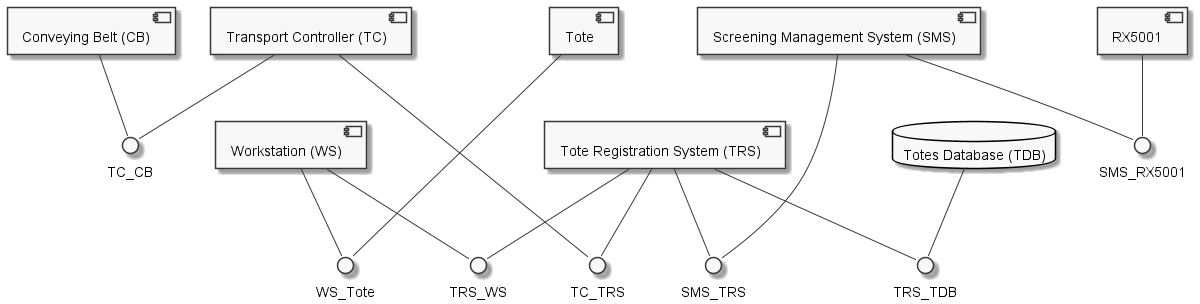 Conveying Belt (CB)
Transport Controller (TC)
Tote
Screening Management System (SMS)
RX5001
Workstation (WS)
Tote Registration System (TRS)
Totes Database (TDB)
TC_CB
SMS_RX5001
WS_Tote
TRS_WS
TC_TRS
SMS_TRS
TRS_TDB